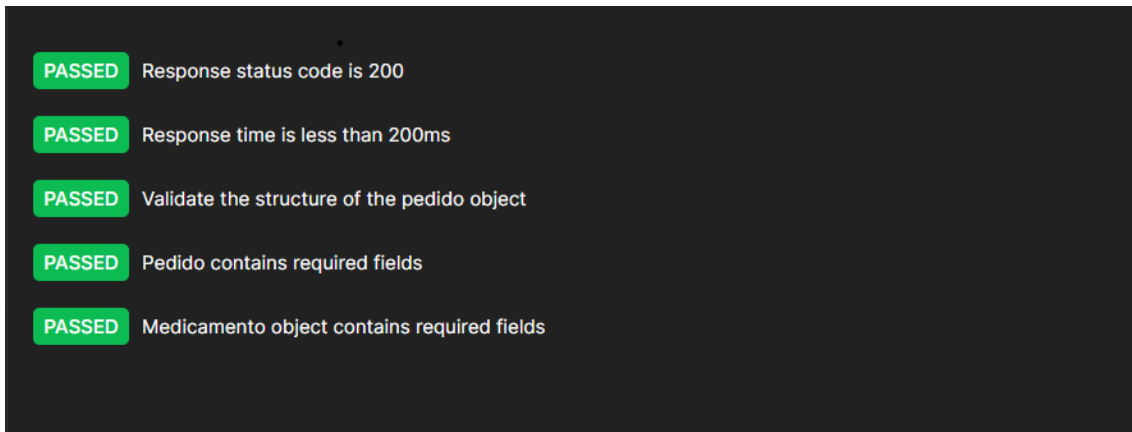 PASSED Response status code is 200
PASSED Response time is less than 200ms
PASSED Validate the structure of the pedido object
PASSED Pedido contains required fields
PASSED Medicamento object contains required fields